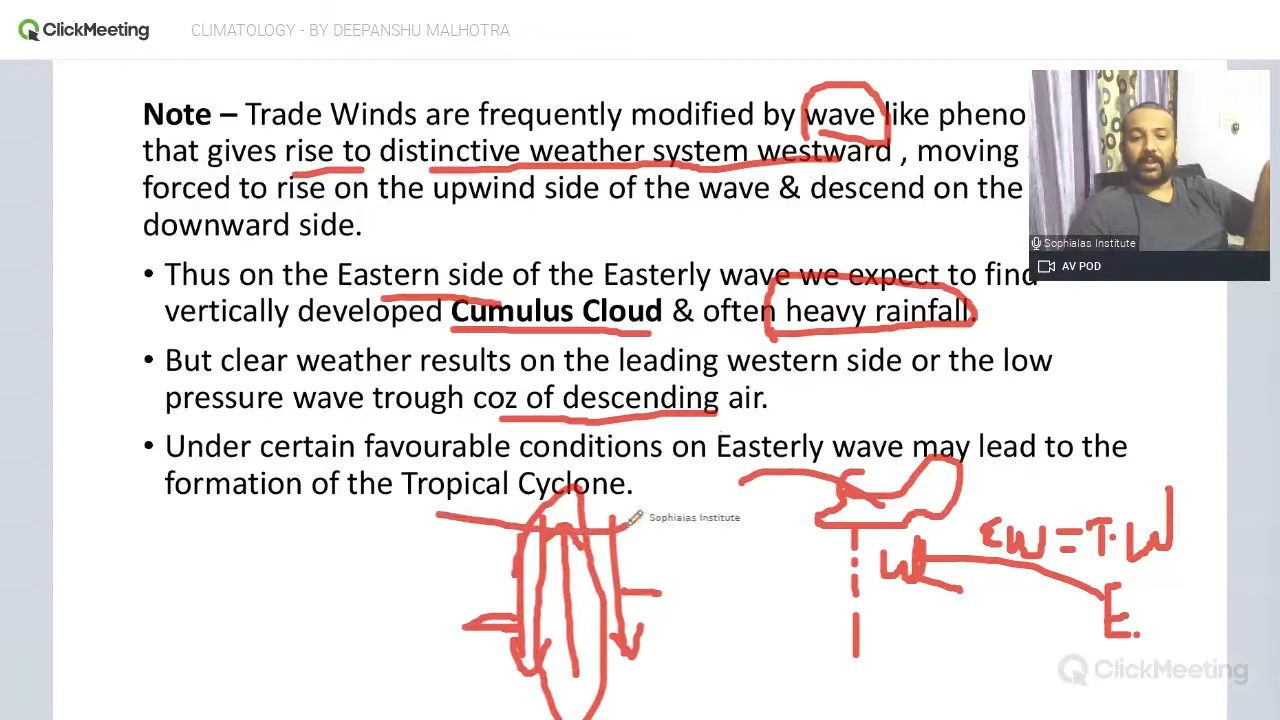 ClickMeeting CLIMATOLOGY - BY DEEPANSHU MALHOTRA
Note – Trade Winds are frequently modified by wave like pheno
that gives rise to distinctive weather system westward , moving
forced to rise on the upwind side of the wave & descend on the
downward side.
Sophialas Institute
AV POD
• Thus on the Eastern side of the Easterly wave we expect to find
vertically developed Cumulus Cloud & often heavy rainfall.
• But clear weather results on the leading western side or the low
pressure wave trough coz of descending air.
• Under certain favourable conditions on Easterly wave may lead to the
formation of the Tropical Cyclone.
Sophialas Institute
EW = T.W
W
E.
ClickMeeting